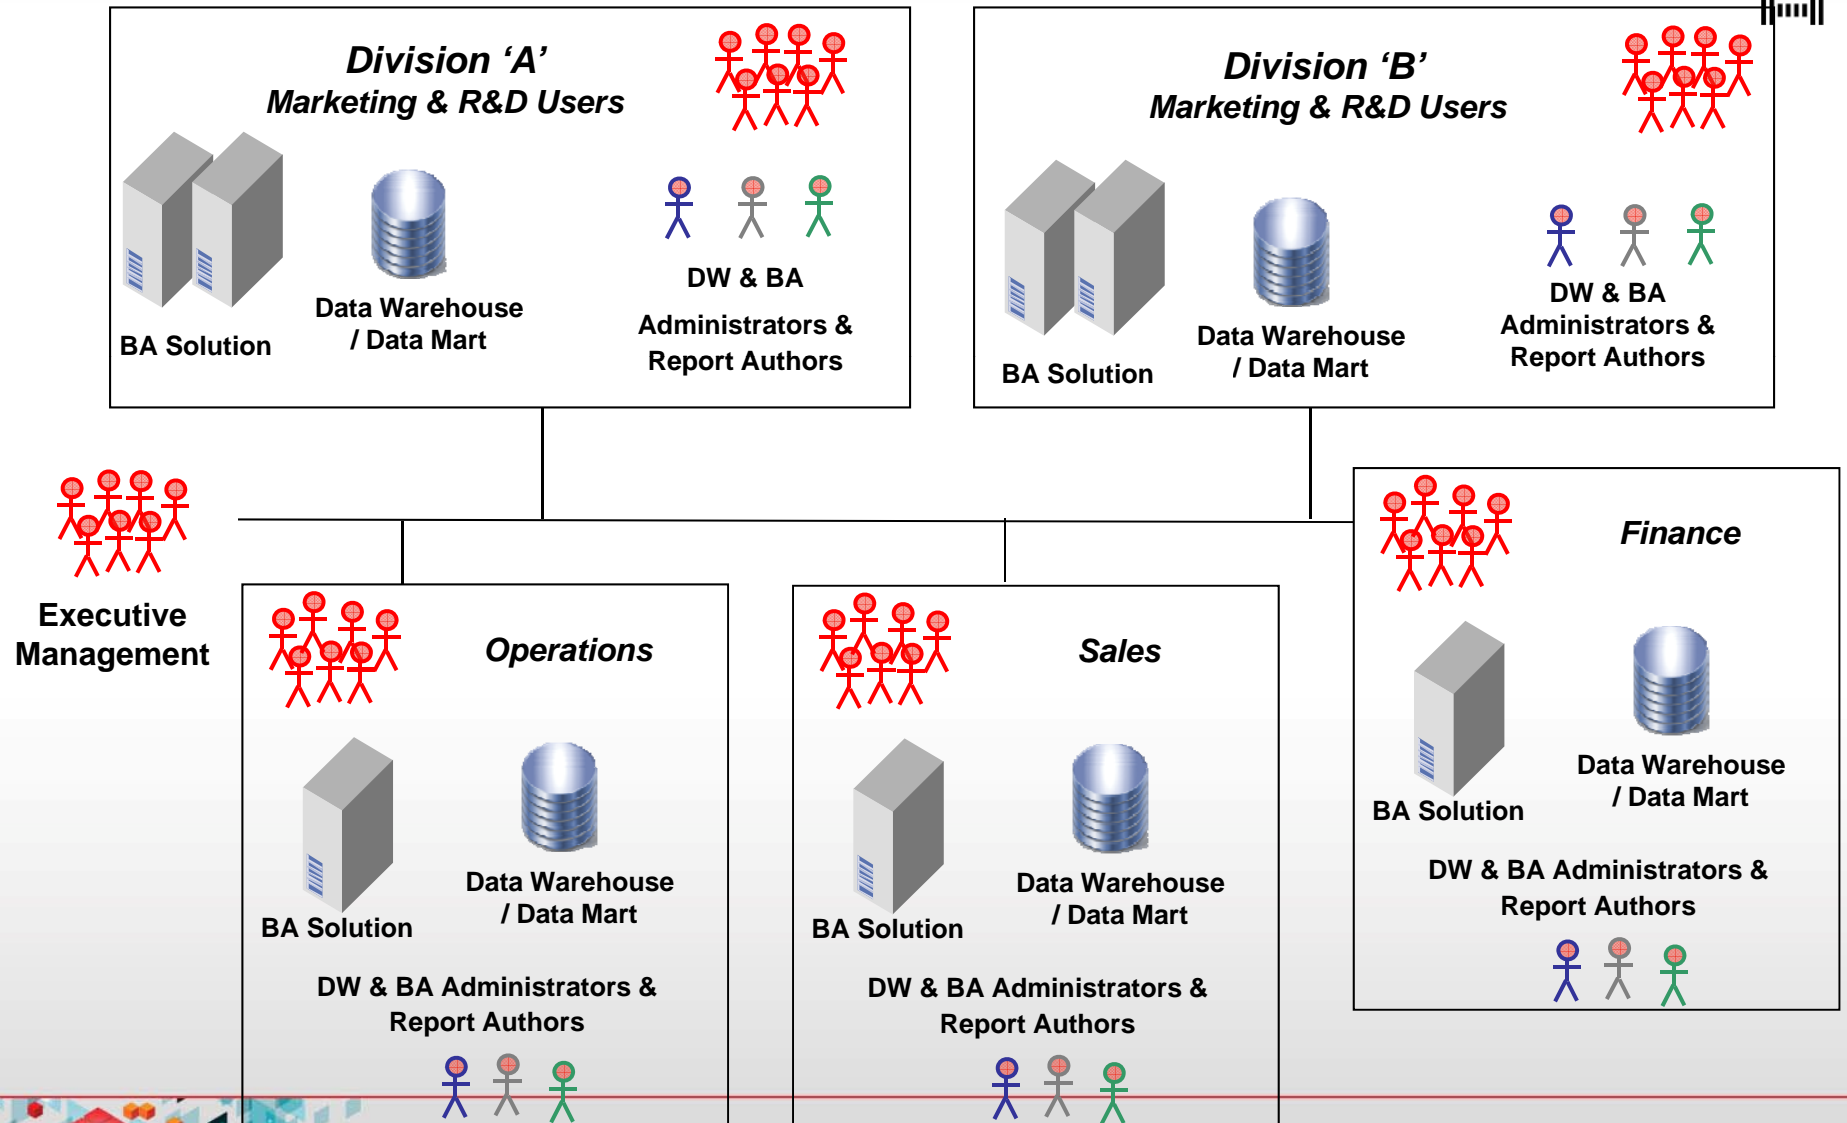 Division ‘A’
Marketing & R&D Users
BA Solution
Data Warehouse
/ Data Mart
DW & BA
Administrators &
Report Authors
Division ‘B’
Marketing & R&D Users
BA Solution
Data Warehouse
/ Data Mart
DW & BA
Administrators &
Report Authors
Executive
Management
Operations
BA Solution
Data Warehouse
/ Data Mart
DW & BA Administrators &
Report Authors
Sales
BA Solution
Data Warehouse
/ Data Mart
DW & BA Administrators &
Report Authors
Finance
BA Solution
Data Warehouse
/ Data Mart
DW & BA Administrators &
Report Authors